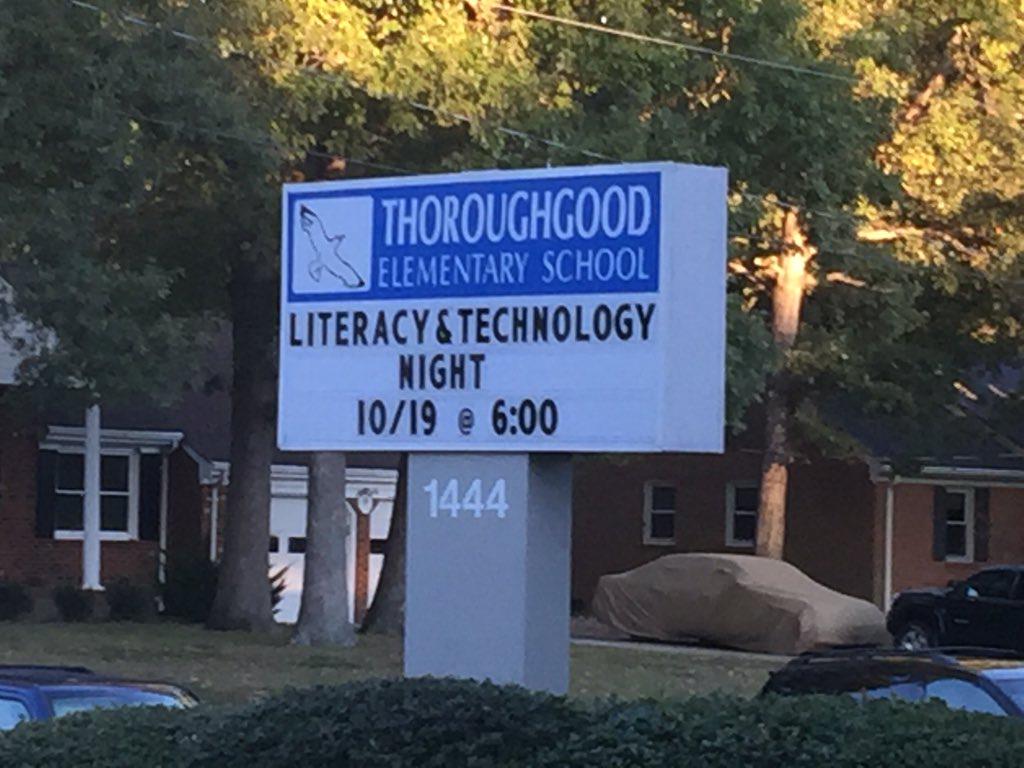 THOROUGHGOOD
ELEMENTARY SCHOOL
LITERACY & TECHNOLOGY
NIGHT
10/19 @ 6:00
1444